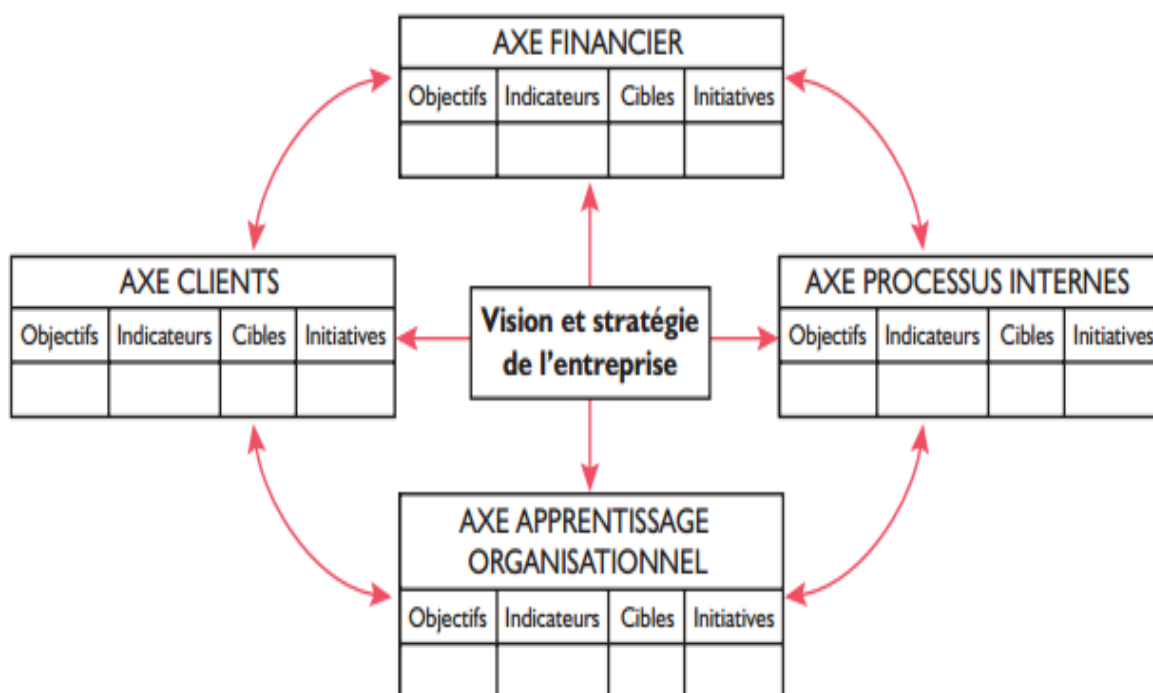 AXE FINANCIER
Objectifs Indicateurs Cibles Initiatives
AXE CLIENTS
Objectifs Indicateurs Cibles Initiatives
Vision et stratégie
de l'entreprise
AXE PROCESSUS INTERNES
Objectifs Indicateurs Cibles Initiatives
AXE APPRENTISSAGE
ORGANISATIONNEL
Objectifs Indicateurs Cibles Initiatives